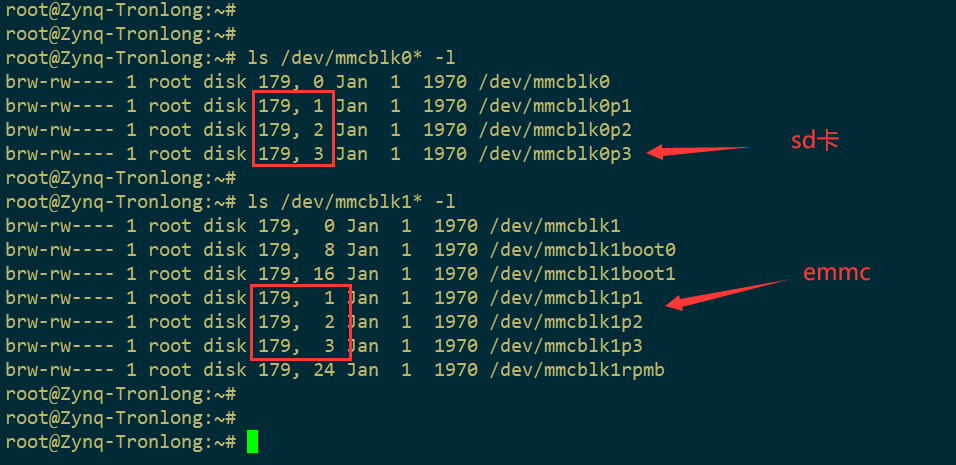 root@Zynq-Tronlong:~#
root@Zynq-Tronlong:~#
root@Zynq-Tronlong:~# ls /dev/mmcblk0* -l
brw-rw---- 1 root disk 179, 0 Jan  1  1970 /dev/mmcblk0
brw-rw---- 1 root disk 179, 1 Jan  1  1970 /dev/mmcblk0p1
brw-rw---- 1 root disk 179, 2 Jan  1  1970 /dev/mmcblk0p2
brw-rw---- 1 root disk 179, 3 Jan  1  1970 /dev/mmcblk0p3
sd卡
root@Zynq-Tronlong:~#
root@Zynq-Tronlong:~# ls /dev/mmcblk1* -l
brw-rw---- 1 root disk 179,  0 Jan  1  1970 /dev/mmcblk1
brw-rw---- 1 root disk 179,  8 Jan  1  1970 /dev/mmcblk1boot0
brw-rw---- 1 root disk 179, 16 Jan  1  1970 /dev/mmcblk1boot1
emmc
brw-rw---- 1 root disk 179,  1 Jan  1  1970 /dev/mmcblk1p1
brw-rw---- 1 root disk 179,  2 Jan  1  1970 /dev/mmcblk1p2
brw-rw---- 1 root disk 179,  3 Jan  1  1970 /dev/mmcblk1p3
brw-rw---- 1 root disk 179, 24 Jan  1  1970 /dev/mmcblk1rpmb
root@Zynq-Tronlong:~#
root@Zynq-Tronlong:~#
root@Zynq-Tronlong:~#